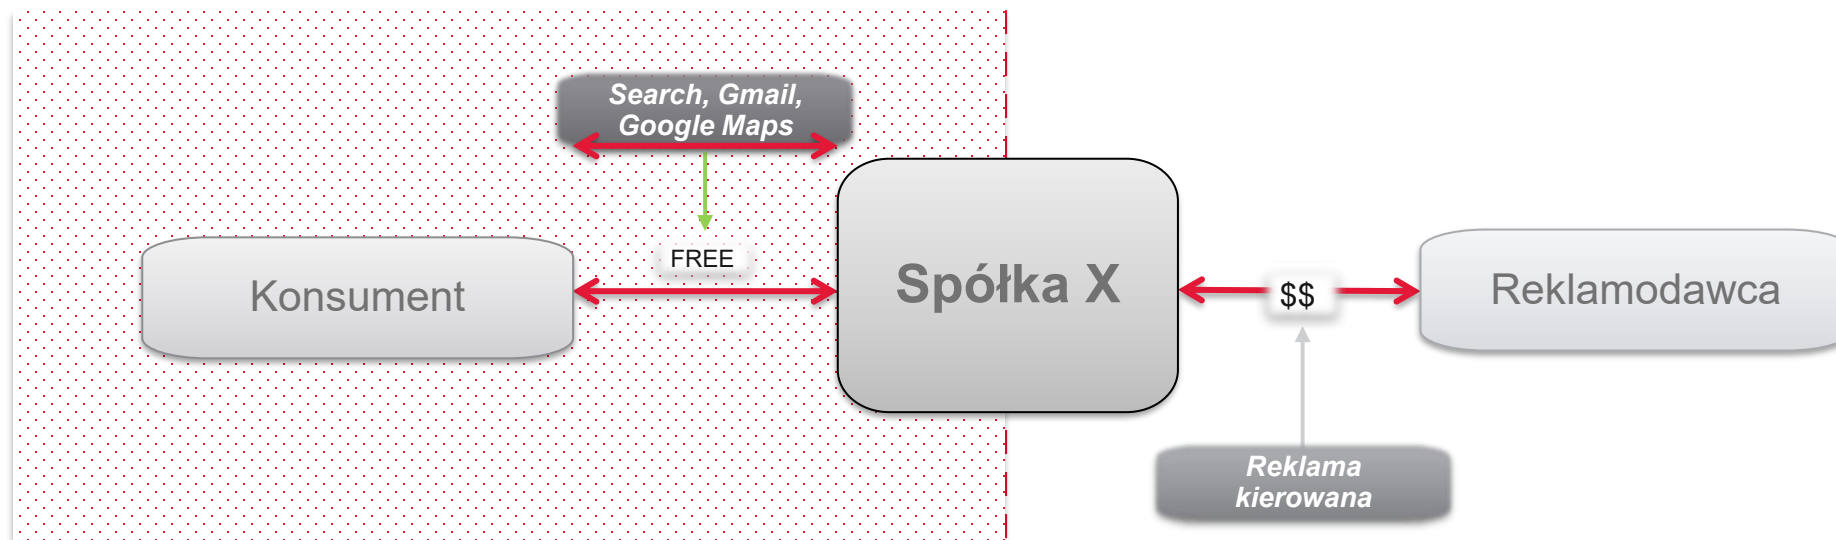 Search, Gmail,
Google Maps
FREE
Konsument
Spółka X
$$
Reklamodawca
Reklama
kierowana